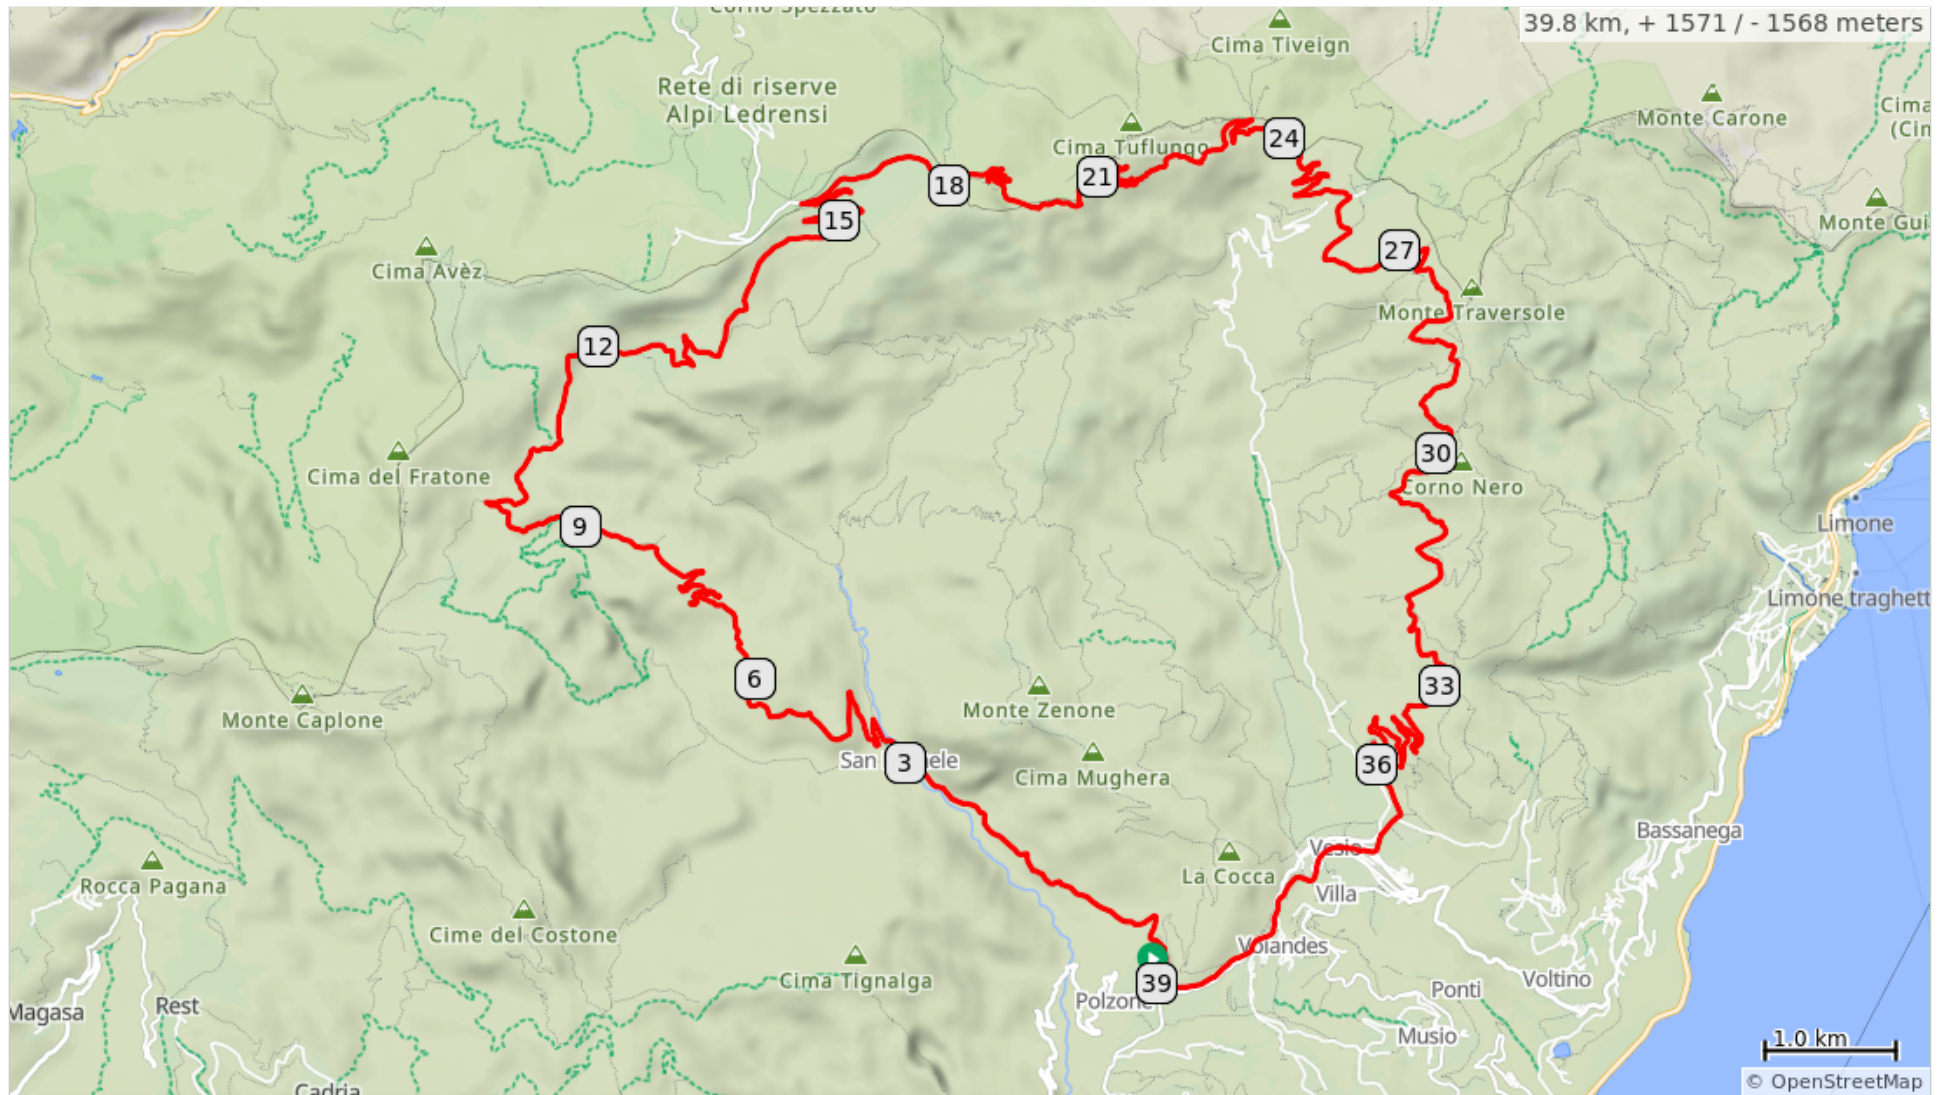 Corno Spezzato
39.8 km, + 1571 / - 1568 meters
Cima Tiveign
Rete di riserve
Alpi Ledrensi
Monte Carone
Cima
(Cim
Cima Tuflungo
24
21
18
15
Monte Gui
Cima Avèz
27
Monte Traversole
12
30
Cima del Fratone
Corno Nero
9
Limone
Limone traghett
6
33
Monte Caplone
Monte Zenone
San
ele
3
Cima Mughera
36
Bassanega
Vesio
Rocca Pagana
La Cocca
Villa
Cime del Costone
Voiandes
Cima Tignalga
39
Voltino
Magasa
Rest
Polzone
Ponti
Musio
1.0 km
Cadria
© OpenStreetMap